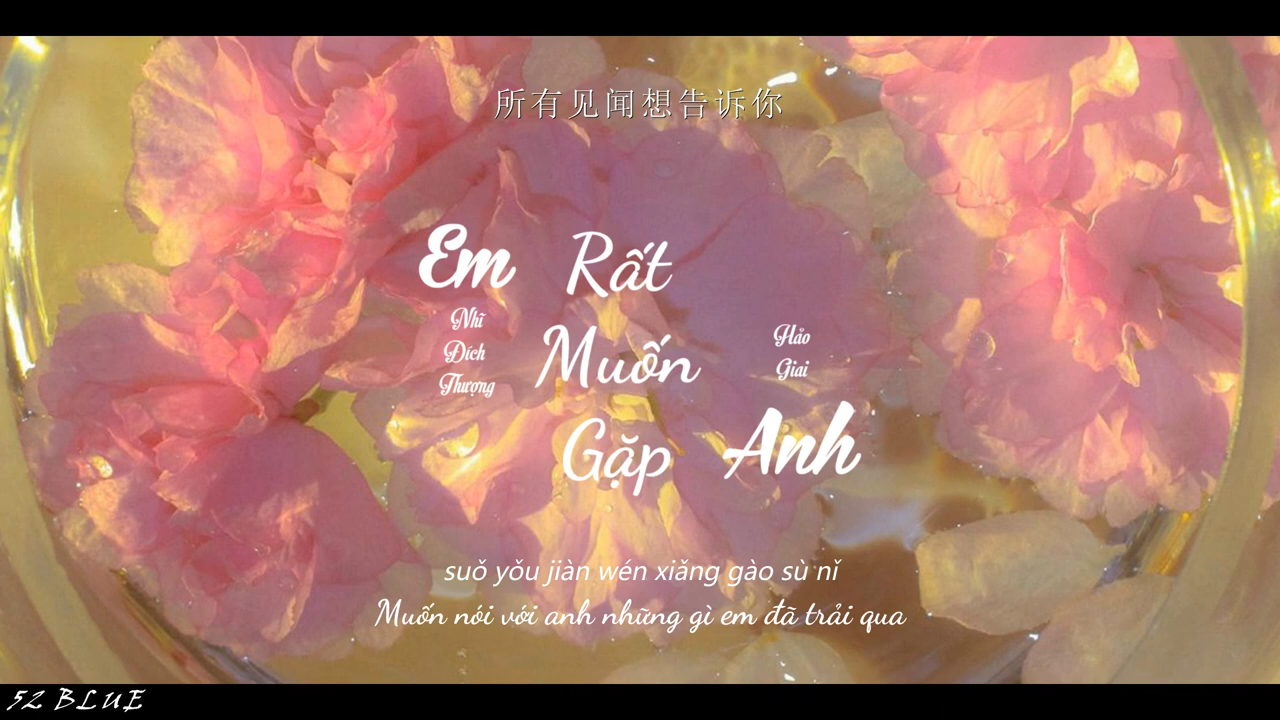 所有见闻想告诉你
Em Rất
Nhĩ
Đích
Thượng
Muốn
Hảo
Giai
Gặp Anh
suǒ yǒu jiàn wén xiǎng gào sù nǐ
Muốn nói với anh những gì em đã trải qua
52 BLUE